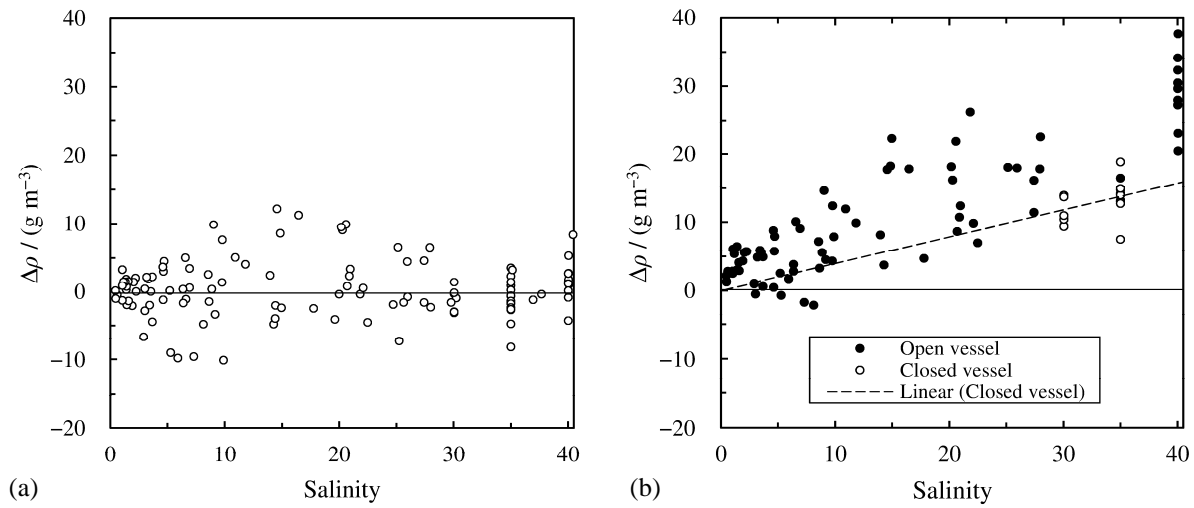 40
30
20
10
0
−10
−20
Δρ / (g m⁻³)
0 10 20 30 40
Salinity
(a)
40
30
20
10
0
−10
−20
Δρ / (g m⁻³)
Open vessel
Closed vessel
Linear (Closed vessel)
0 10 20 30 40
Salinity
(b)